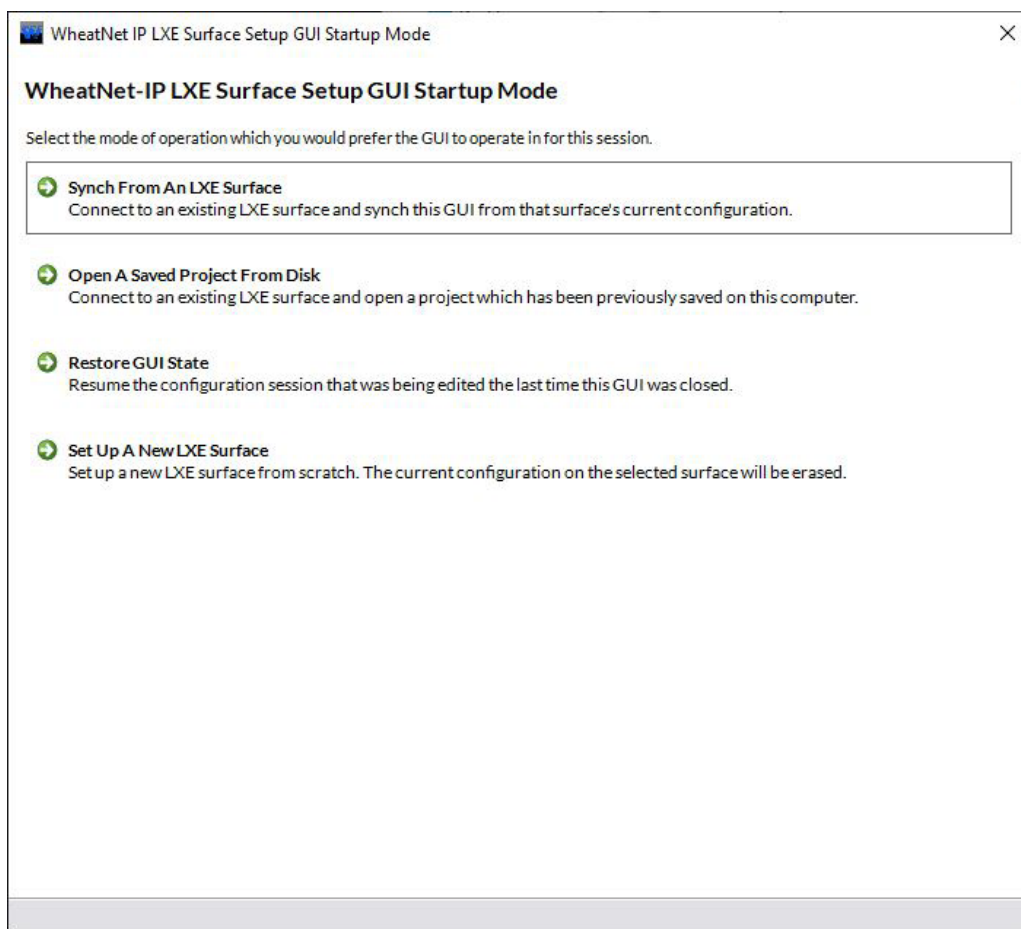 WheatNet IP LXE Surface Setup GUI Startup Mode
WheatNet-IP LXE Surface Setup GUI Startup Mode
Select the mode of operation which you would prefer the GUI to operate in for this session.
Synch From An LXE Surface
Connect to an existing LXE surface and synch this GUI from that surface's current configuration.
Open A Saved Project From Disk
Connect to an existing LXE surface and open a project which has been previously saved on this computer.
Restore GUI State
Resume the configuration session that was being edited the last time this GUI was closed.
Set Up A New LXE Surface
Set up a new LXE surface from scratch. The current configuration on the selected surface will be erased.